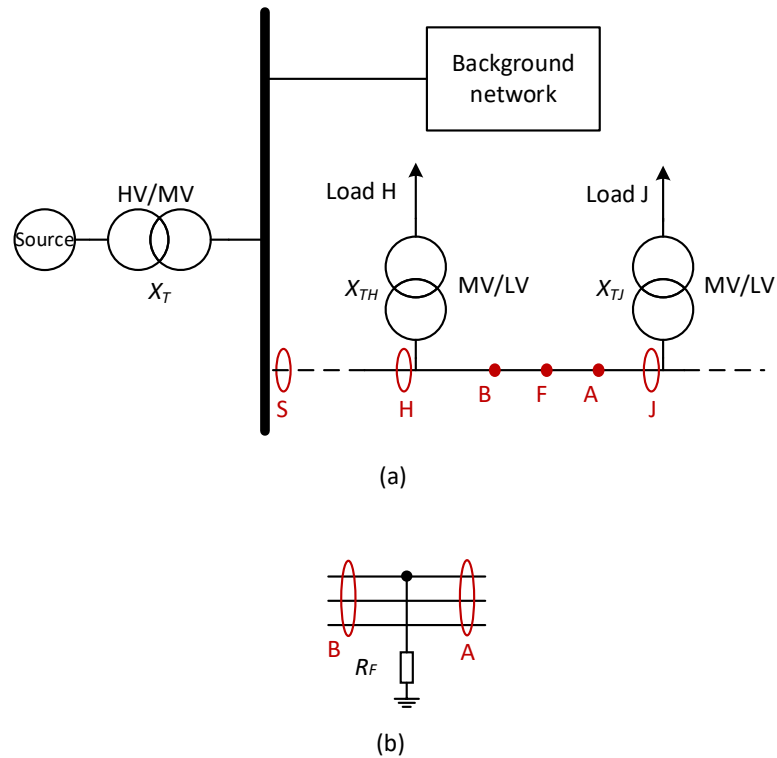 Background
network
HV/MV
Source
X_T
Load H
Load J
X_TH
MV/LV
X_TJ
MV/LV
S
H
B
F
A
J
(a)
B
A
R_F
(b)